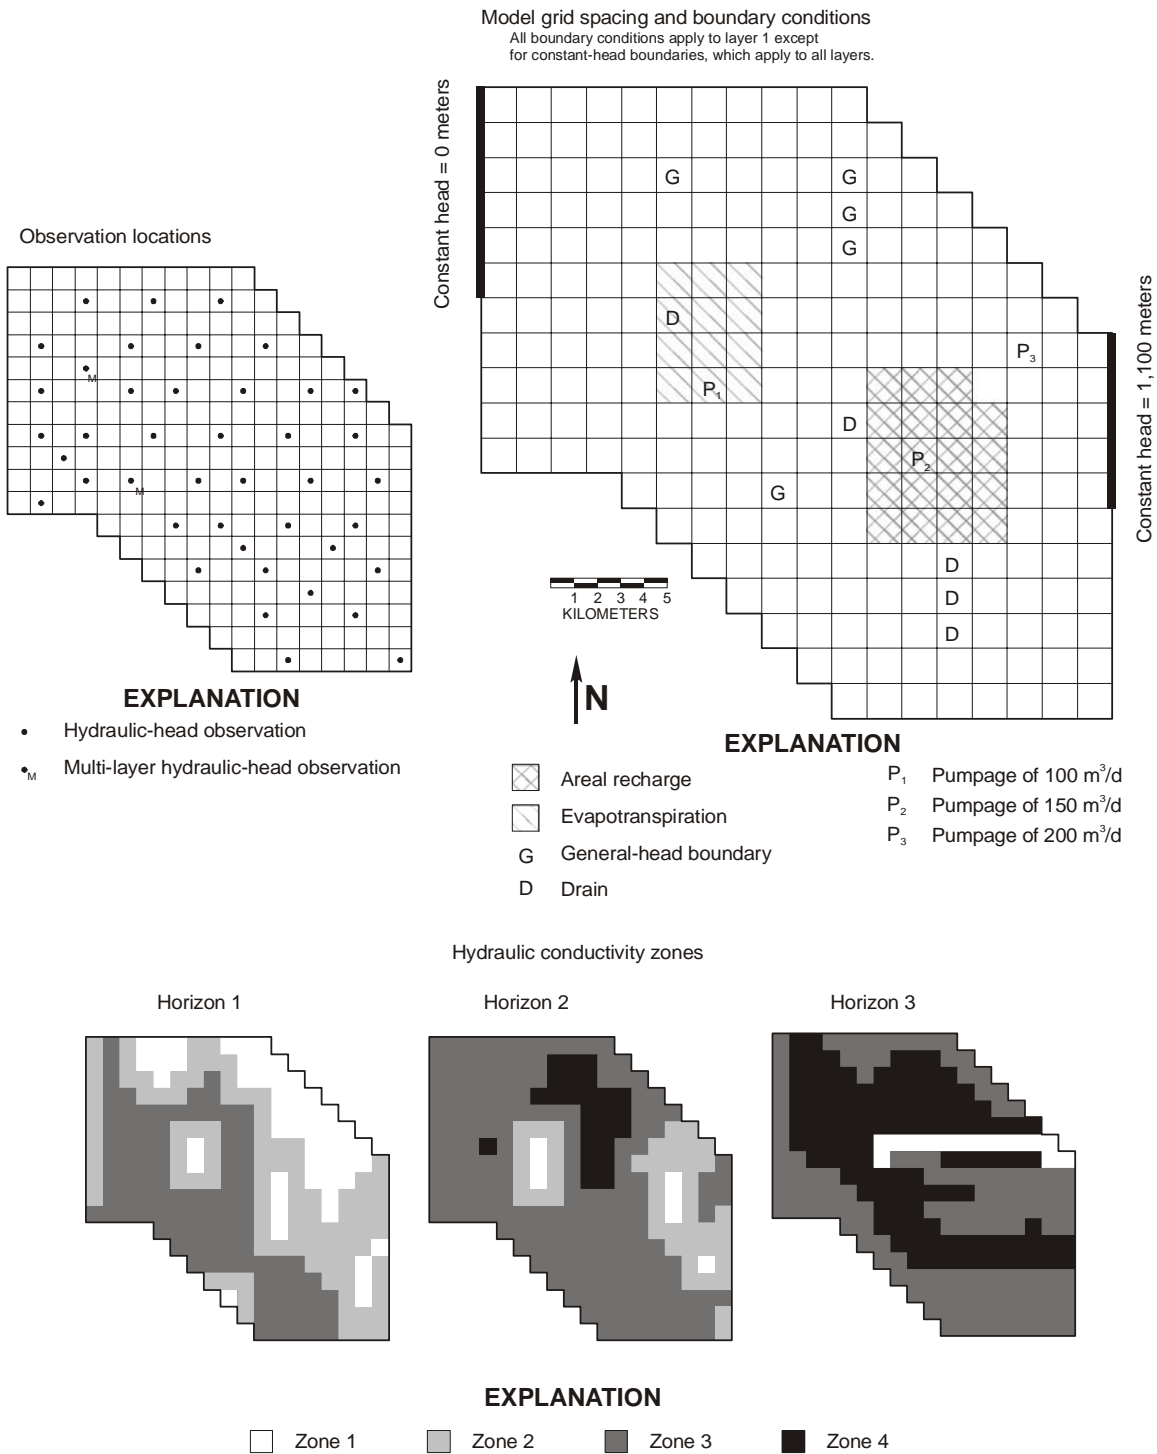 Model grid spacing and boundary conditions
All boundary conditions apply to layer 1 except
for constant-head boundaries, which apply to all layers.
Constant head = 0 meters
G
G
G
G
Observation locations
D
P₃
Constant head = 1,100 meters
M
P₁
D
P₂
M
G
D
D
D
1 2 3 4 5
KILOMETERS
N
EXPLANATION
• Hydraulic-head observation
•M Multi-layer hydraulic-head observation
EXPLANATION
Areal recharge
Evapotranspiration
G General-head boundary
D Drain
P₁ Pumpage of 100 m³/d
P₂ Pumpage of 150 m³/d
P₃ Pumpage of 200 m³/d
Hydraulic conductivity zones
Horizon 1
Horizon 2
Horizon 3
EXPLANATION
Zone 1
Zone 2
Zone 3
Zone 4